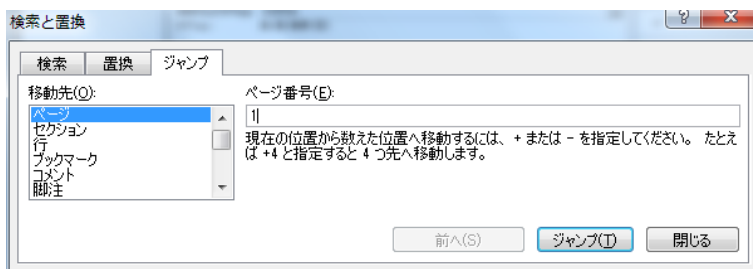 検索と置換
検索 置換 ジャンプ
移動先(O):
ページ
セクション
行
ブックマーク
コメント
脚注
ページ番号(E):
1
現在の位置から数えた位置へ移動するには、+ または − を指定してください。 たとえ
ば +4 と指定すると 4 つ先へ移動します。
前へ(S) ジャンプ(T) 閉じる